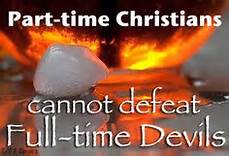 Part-time Christians
cannot defeat
Full-time Devils